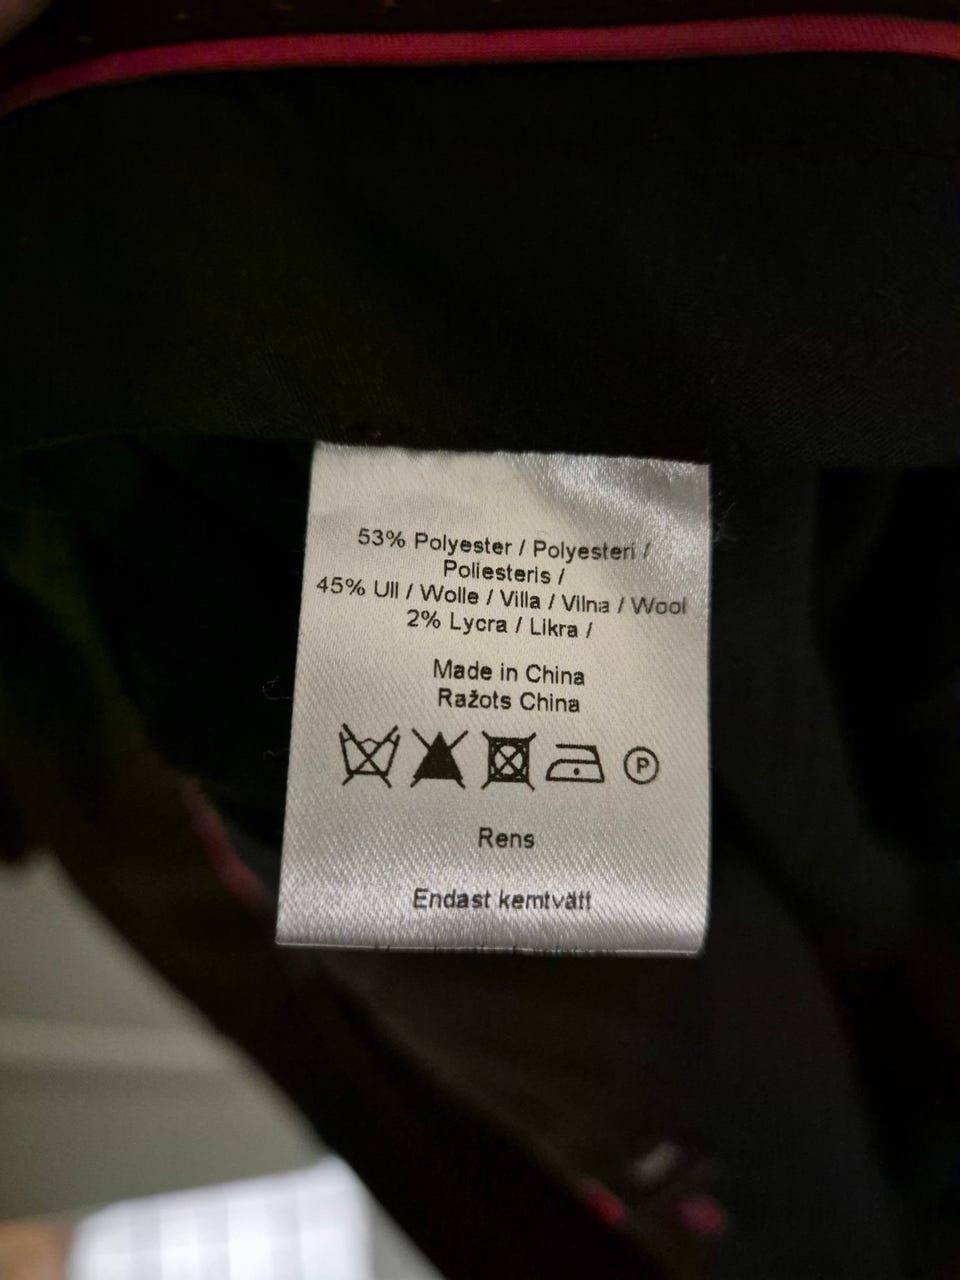 53% Polyester / Polyesteri /
Poliesteris /
45% Ull / Wolle / Villa / Vilna / Wool
2% Lycra / Likra /
Made in China
Ražots China
P
Rens
Endast kemtvätt